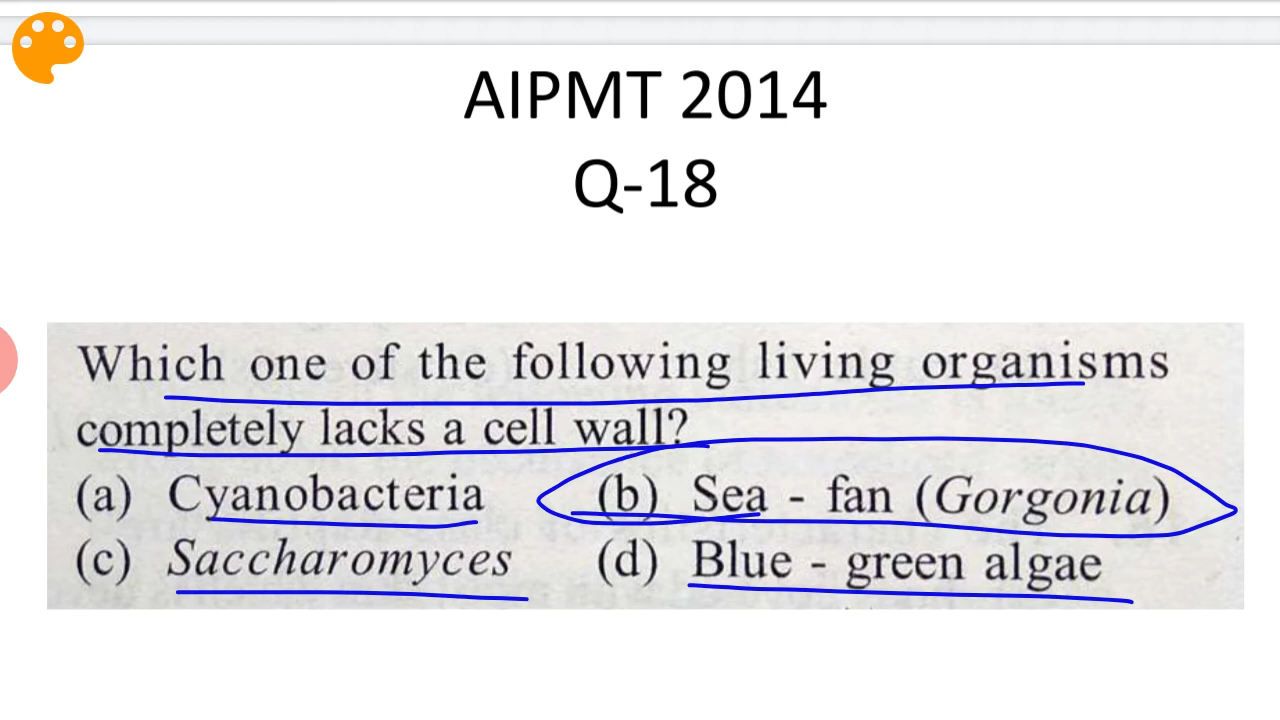 AIPMT 2014
Q-18
Which one of the following living organisms
completely lacks a cell wall?
(a) Cyanobacteria (b) Sea - fan (Gorgonia)
(c) Saccharomyces (d) Blue - green algae